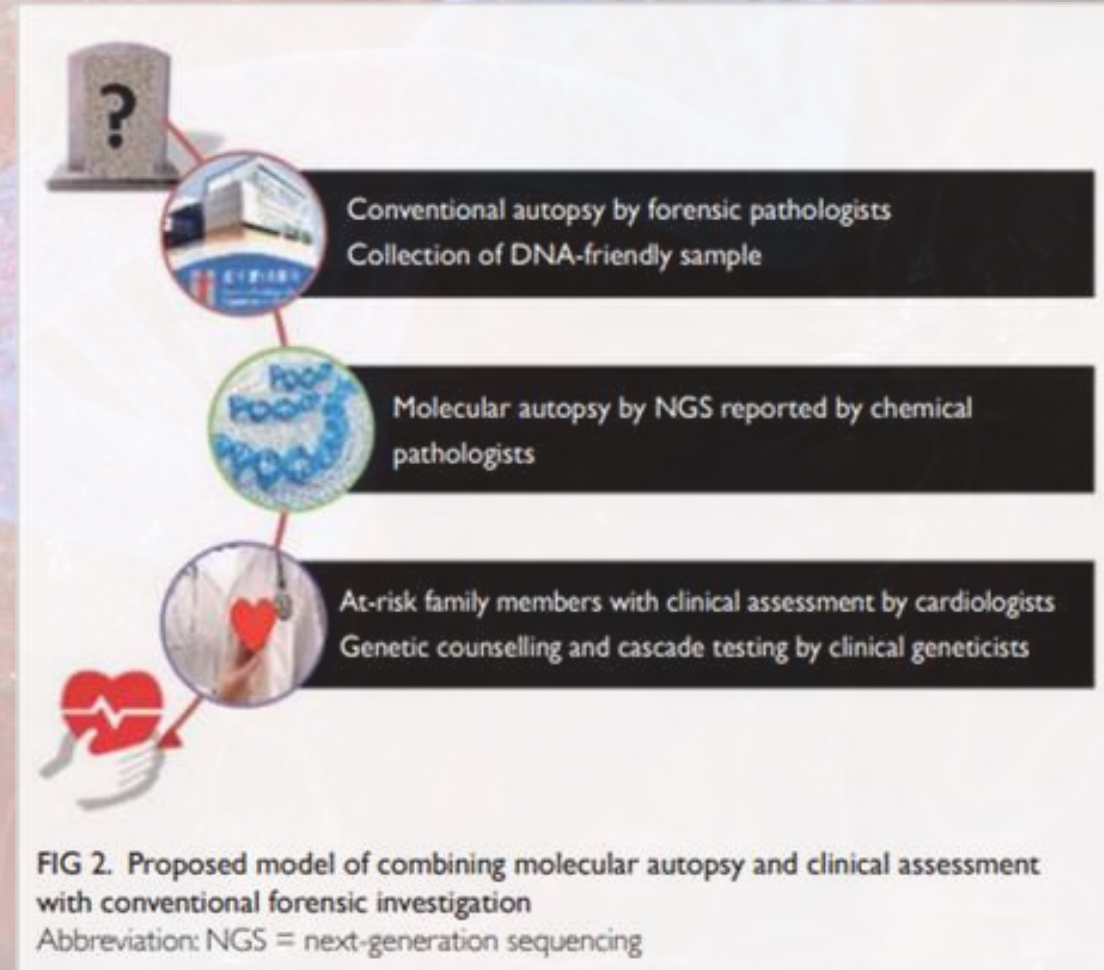 ?
Conventional autopsy by forensic pathologists
Collection of DNA-friendly sample
Molecular autopsy by NGS reported by chemical
pathologists
At-risk family members with clinical assessment by cardiologists
Genetic counselling and cascade testing by clinical geneticists
FIG 2. Proposed model of combining molecular autopsy and clinical assessment
with conventional forensic investigation
Abbreviation: NGS = next-generation sequencing